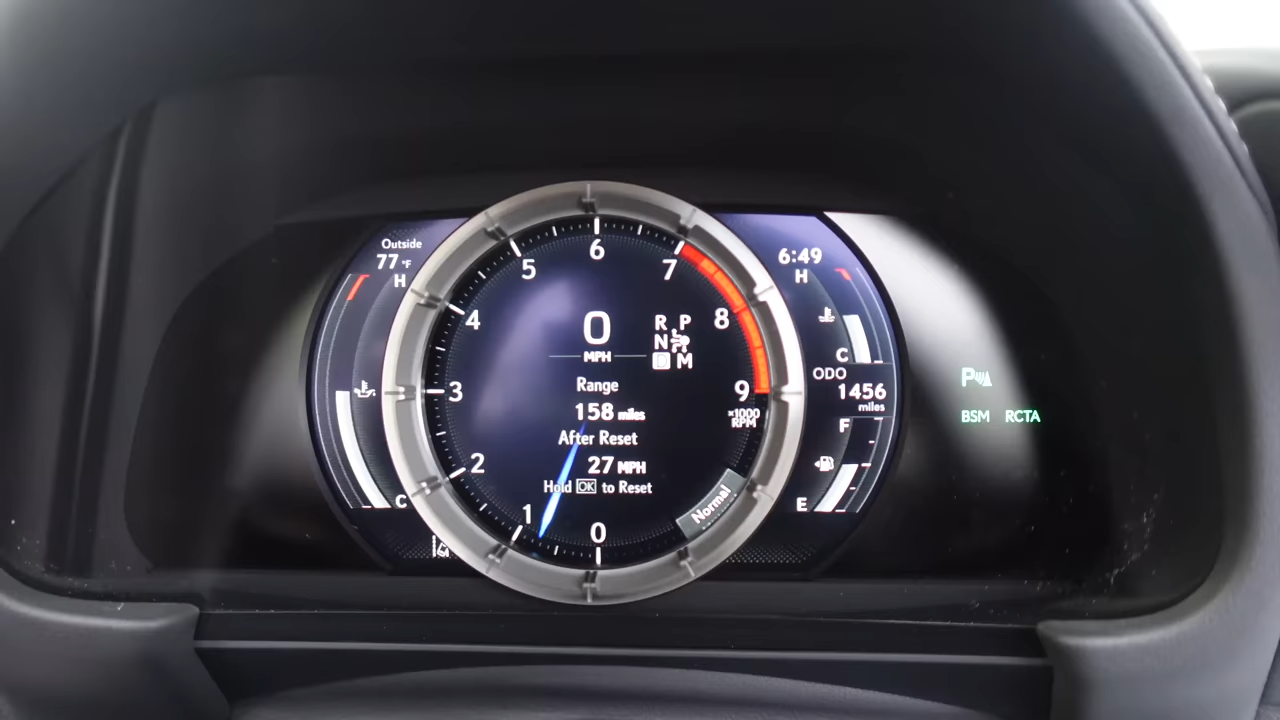 Outside
77 °F
H
C
6
5
7
4
8
3
9
2
1
0
×1000
RPM
0
MPH
R P
N
D M
Range
158 miles
After Reset
27 MPH
Hold OK to Reset
Normal
6:49
H
C
ODO
1456
miles
F
E
P
BSM RCTA